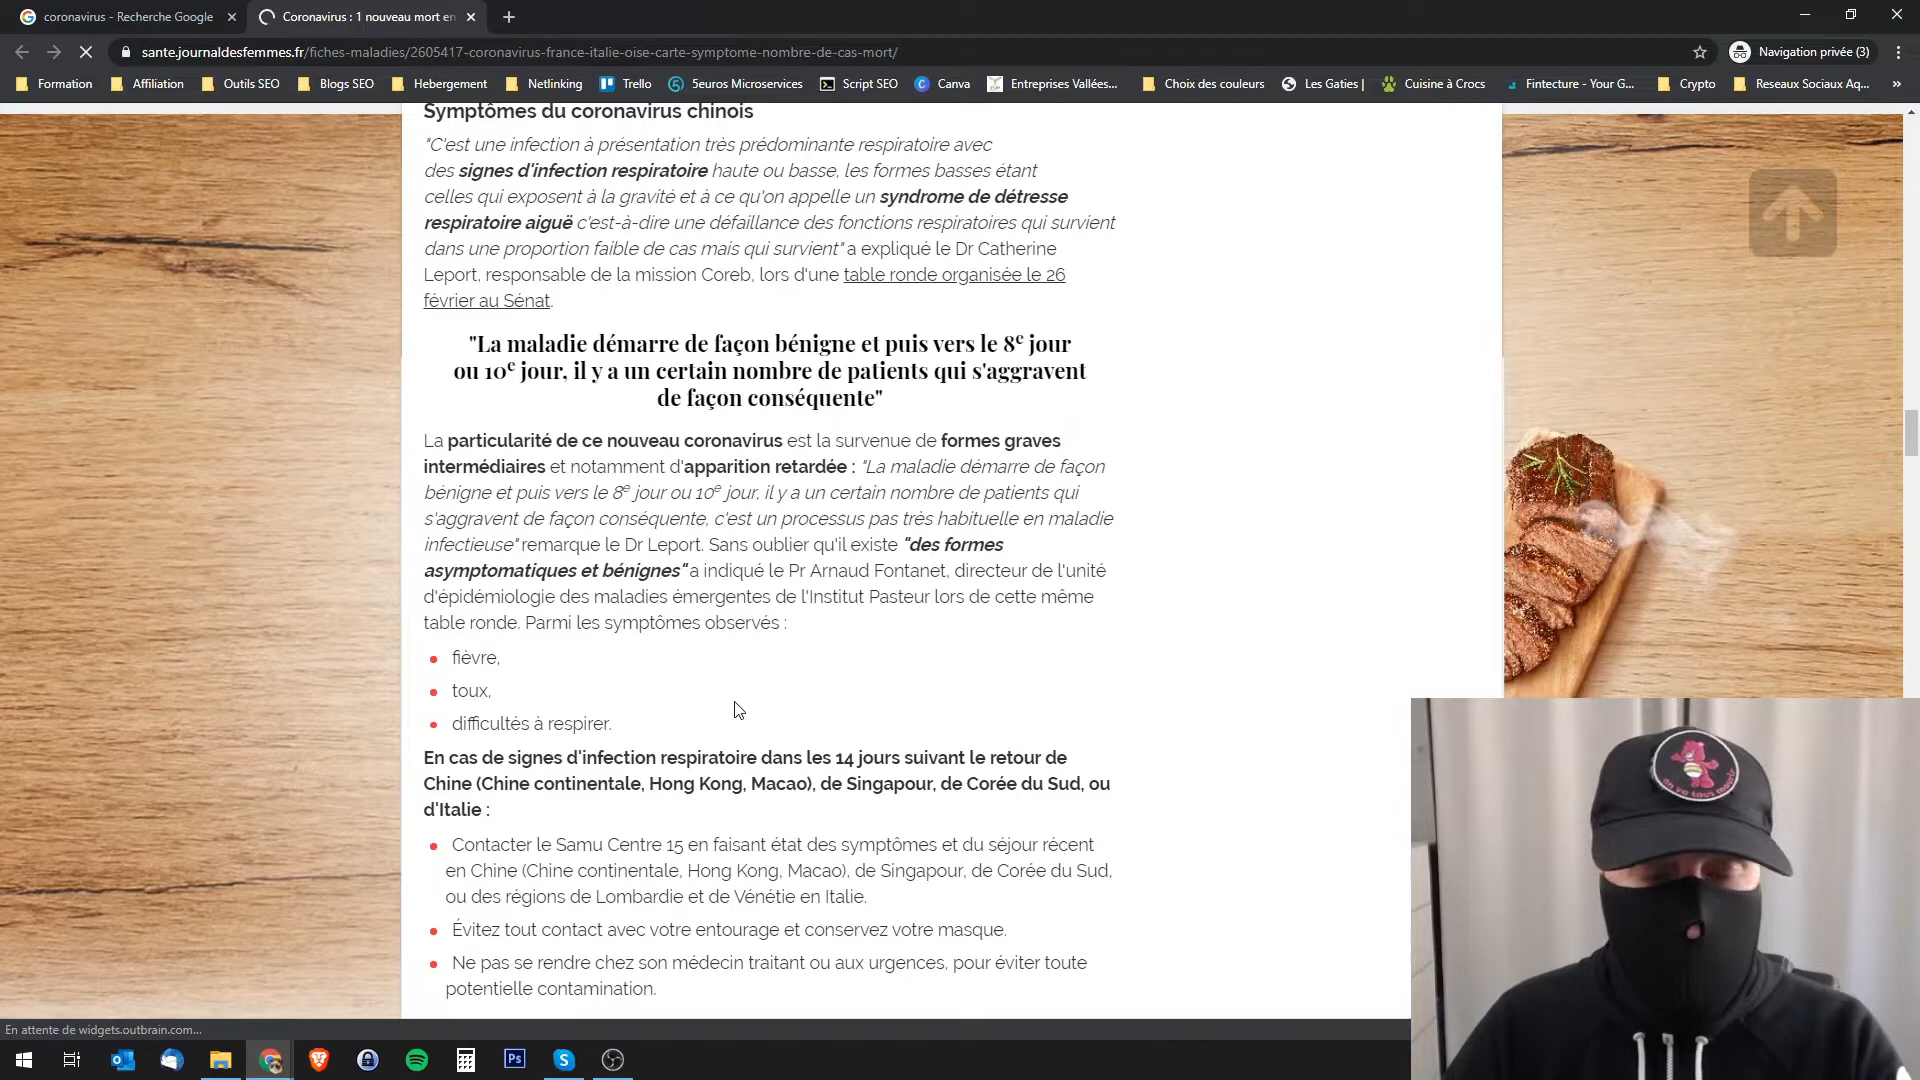 coronavirus - Recherche Google
Coronavirus : 1 nouveau mort en
sante.journaldesfemmes.fr/fiches-maladies/2605417-coronavirus-france-italie-oise-carte-symptome-nombre-de-cas-mort/
Navigation privée (3)
Formation
Affiliation
Outils SEO
Blogs SEO
Hebergement
Netlinking
Trello
5euros Microservices
Script SEO
Canva
Entreprises Vallées...
Choix des couleurs
Les Gaties |
Cuisine à Crocs
Fintecture - Your G...
Crypto
Reseaux Sociaux Aq...
»
Symptômes du coronavirus chinois
"C'est une infection à présentation très prédominante respiratoire avec
des signes d'infection respiratoire haute ou basse, les formes basses étant
celles qui exposent à la gravité et à ce qu'on appelle un syndrome de détresse
respiratoire aiguë c'est-à-dire une défaillance des fonctions respiratoires qui survient
dans une proportion faible de cas mais qui survient" a expliqué le Dr Catherine
Leport, responsable de la mission Coreb, lors d'une table ronde organisée le 26
février au Sénat.
"La maladie démarre de façon bénigne et puis vers le 8e jour
ou 10e jour, il y a un certain nombre de patients qui s'aggravent
de façon conséquente"
La particularité de ce nouveau coronavirus est la survenue de formes graves
intermédiaires et notamment d'apparition retardée : "La maladie démarre de façon
bénigne et puis vers le 8e jour ou 10e jour, il y a un certain nombre de patients qui
s'aggravent de façon conséquente, c'est un processus pas très habituelle en maladie
infectieuse" remarque le Dr Leport. Sans oublier qu'il existe "des formes
asymptomatiques et bénignes" a indiqué le Pr Arnaud Fontanet, directeur de l'unité
d'épidémiologie des maladies émergentes de l'Institut Pasteur lors de cette même
table ronde. Parmi les symptômes observés :
fièvre,
toux,
difficultés à respirer.
En cas de signes d'infection respiratoire dans les 14 jours suivant le retour de
Chine (Chine continentale, Hong Kong, Macao), de Singapour, de Corée du Sud, ou
d'Italie :
Contacter le Samu Centre 15 en faisant état des symptômes et du séjour récent
en Chine (Chine continentale, Hong Kong, Macao), de Singapour, de Corée du Sud,
ou des régions de Lombardie et de Vénétie en Italie.
Évitez tout contact avec votre entourage et conservez votre masque.
Ne pas se rendre chez son médecin traitant ou aux urgences, pour éviter toute
potentielle contamination.
on va tous mourir
En attente de widgets.outbrain.com...
Ps